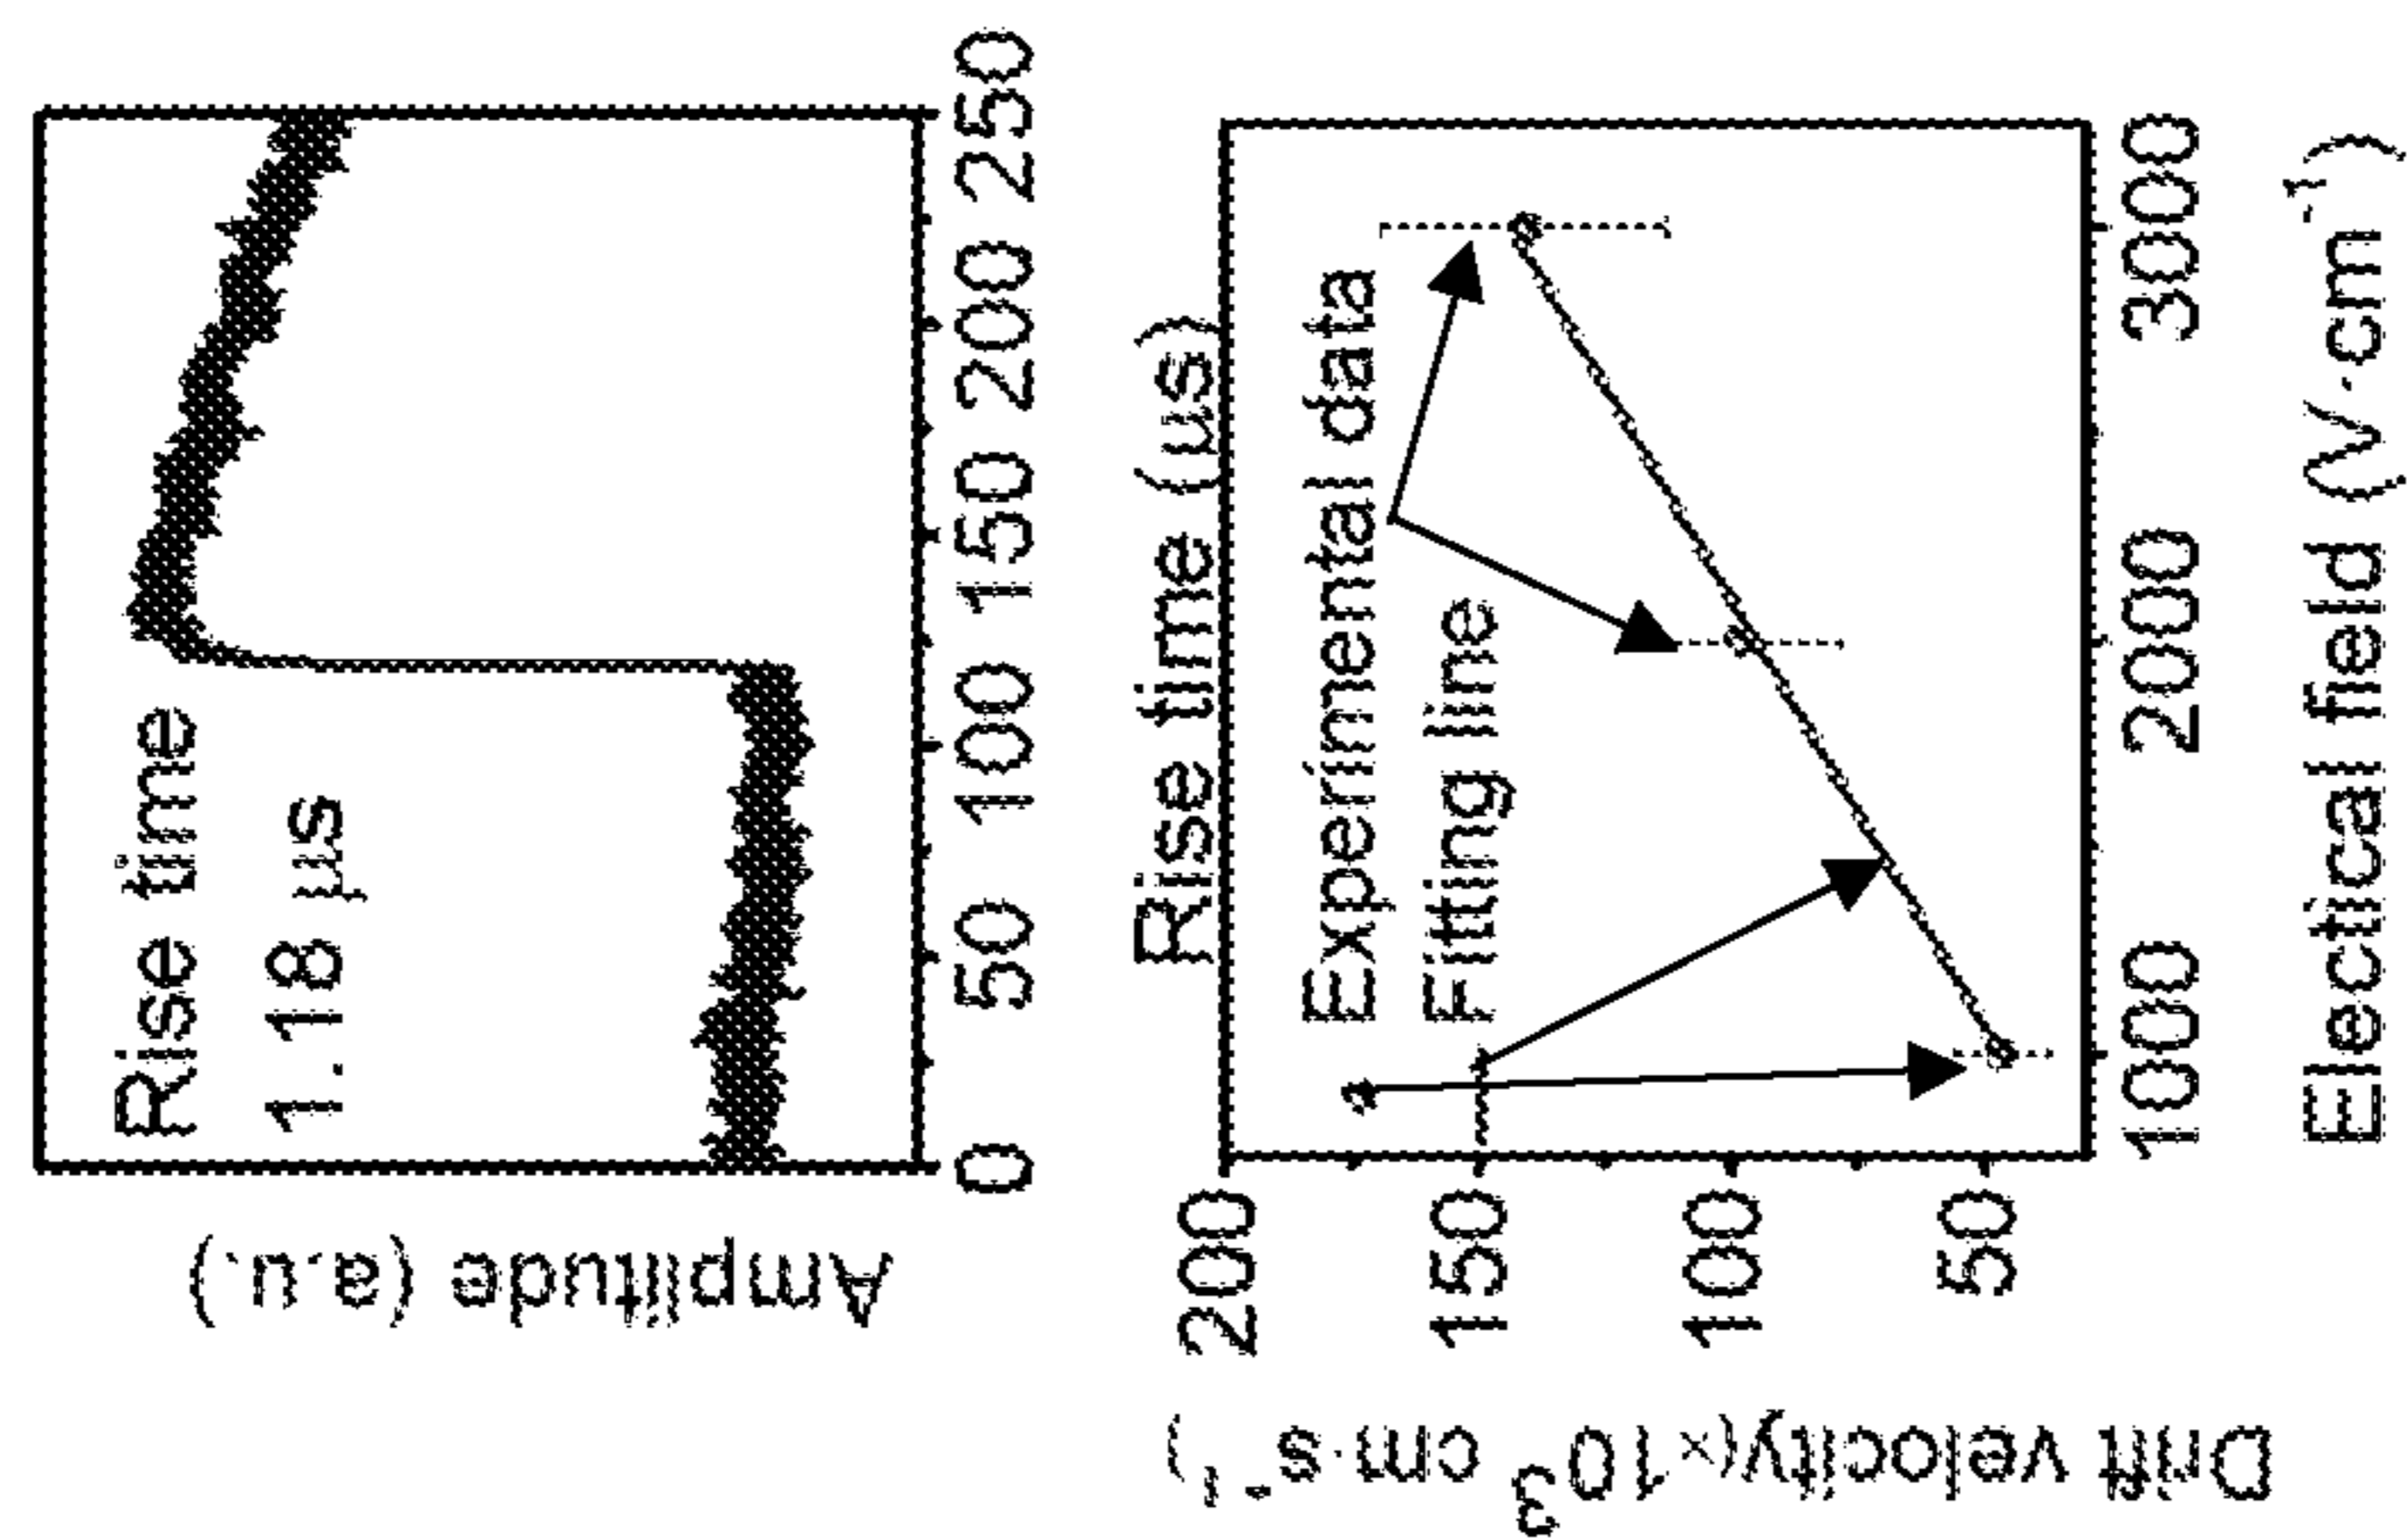 Amplitude (a.u.)
Rise time
1.18 μs
0 50 100 150 200 250
Rise time (μs)
Drift velocity(×10³ cm·s⁻¹)
200
150
100
50
Experimental data
Fitting line
1000 2000 3000
Electrical field (V·cm⁻¹)